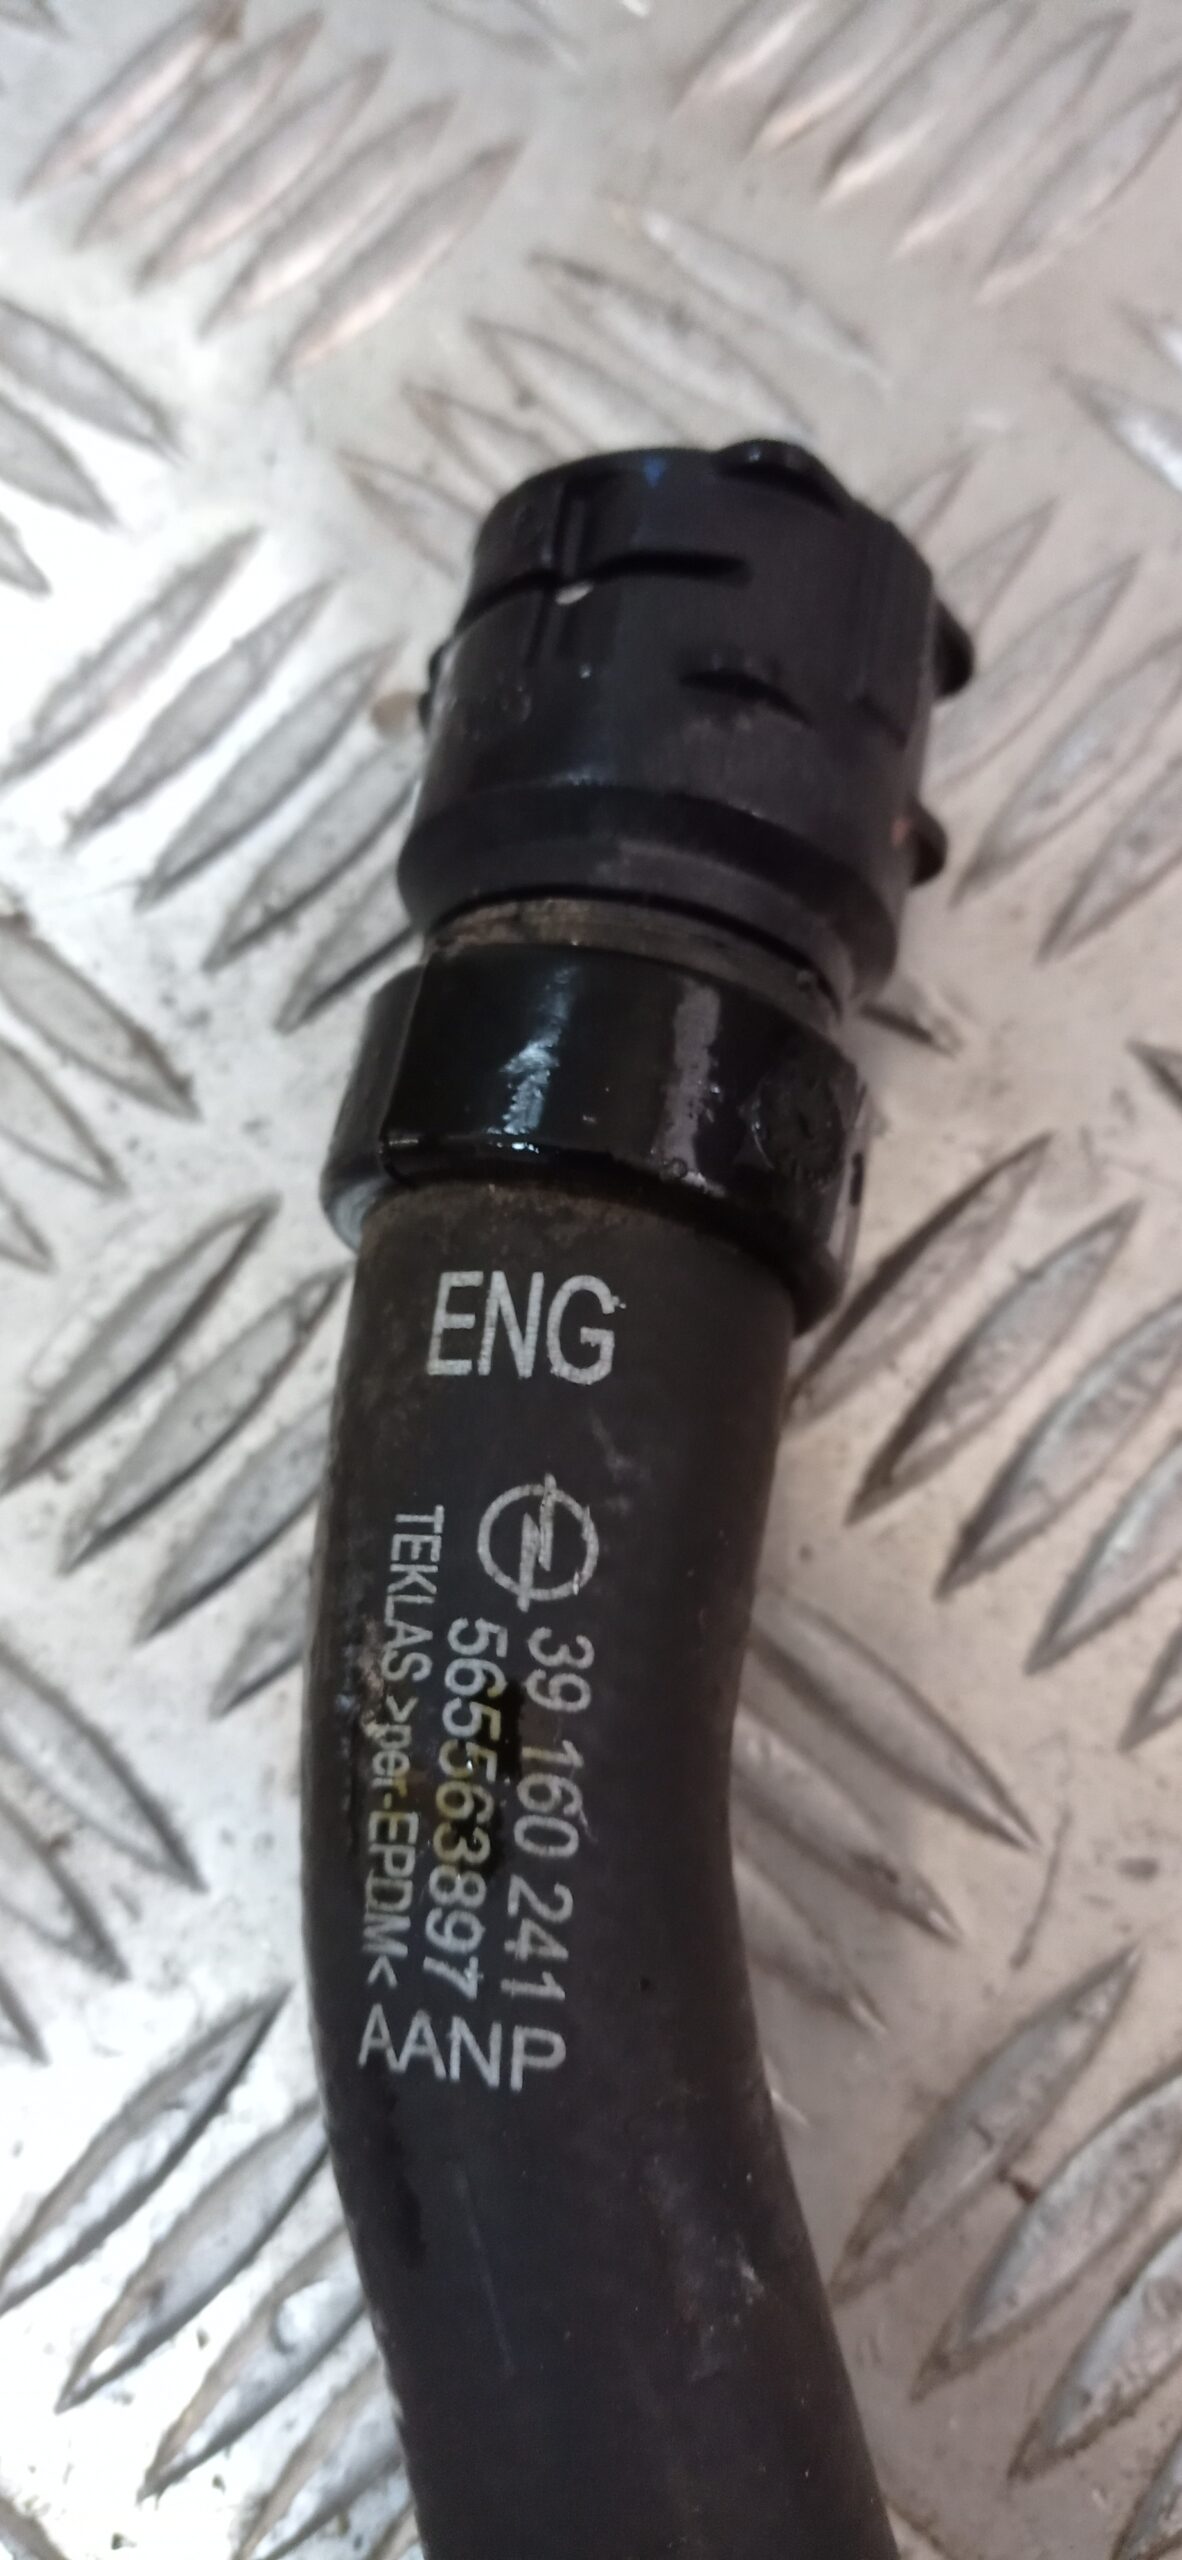 ENG
39 160 241
565563897
TEKLAS >per-EPDM<
AANP